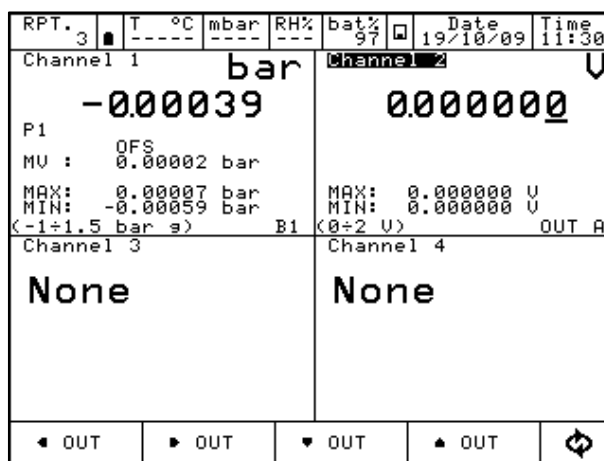 RPT. 3 T °C ----- mbar ---- RH% --- bat% 97 Date 19/10/09 Time 11:30
Channel 1 bar
-0.00039
P1
OFS
MV : 0.00002 bar
MAX: 0.00007 bar
MIN: -0.00059 bar
(-1÷1.5 bar g) B1
Channel 2 V
0.000000
MAX: 0.000000 V
MIN: 0.000000 V
(0÷2 V) OUT A
Channel 3
None
Channel 4
None
◀ OUT ▶ OUT ▼ OUT ▲ OUT